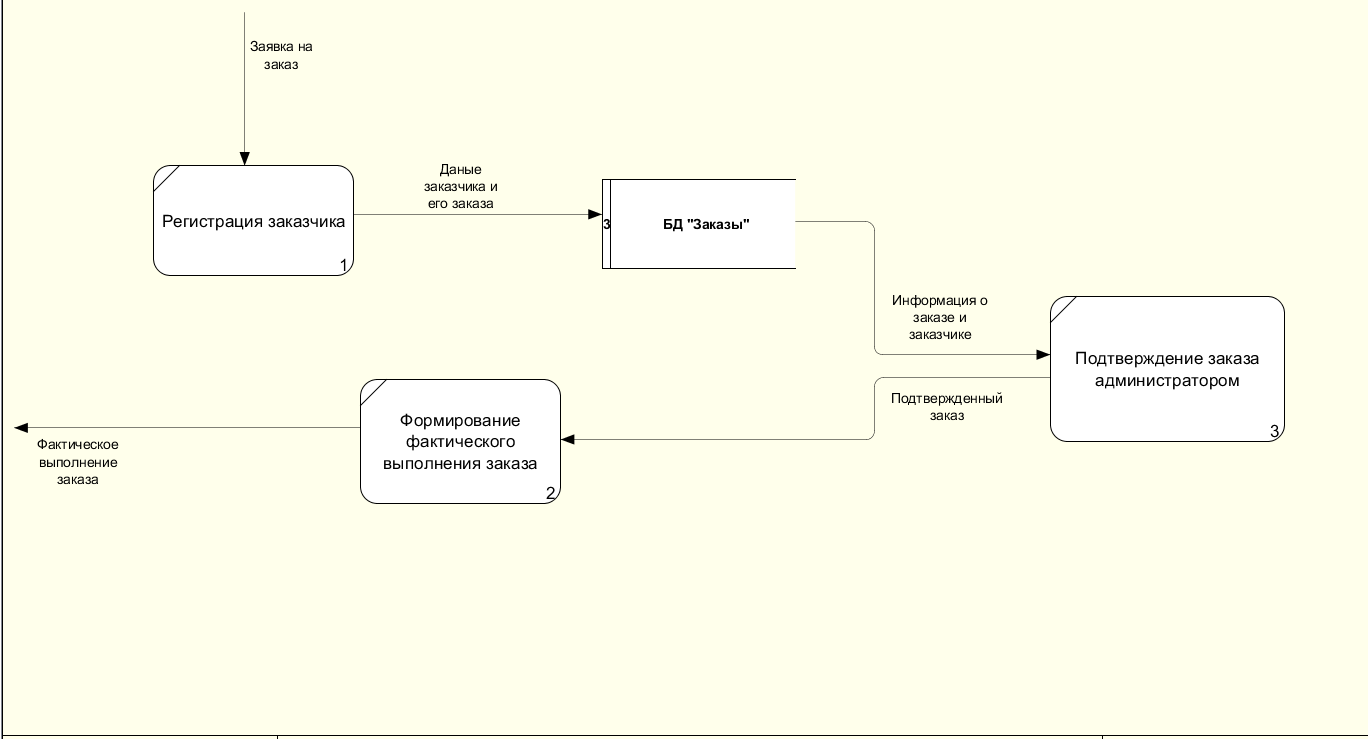 Заявка на
заказ
Регистрация заказчика
1
Даные
заказчика и
его заказа
3
БД "Заказы"
Информация о
заказе и
заказчике
Подтверждение заказа
администратором
3
Подтвержденный
заказ
Формирование
фактического
выполнения заказа
2
Фактическое
выполнение
заказа